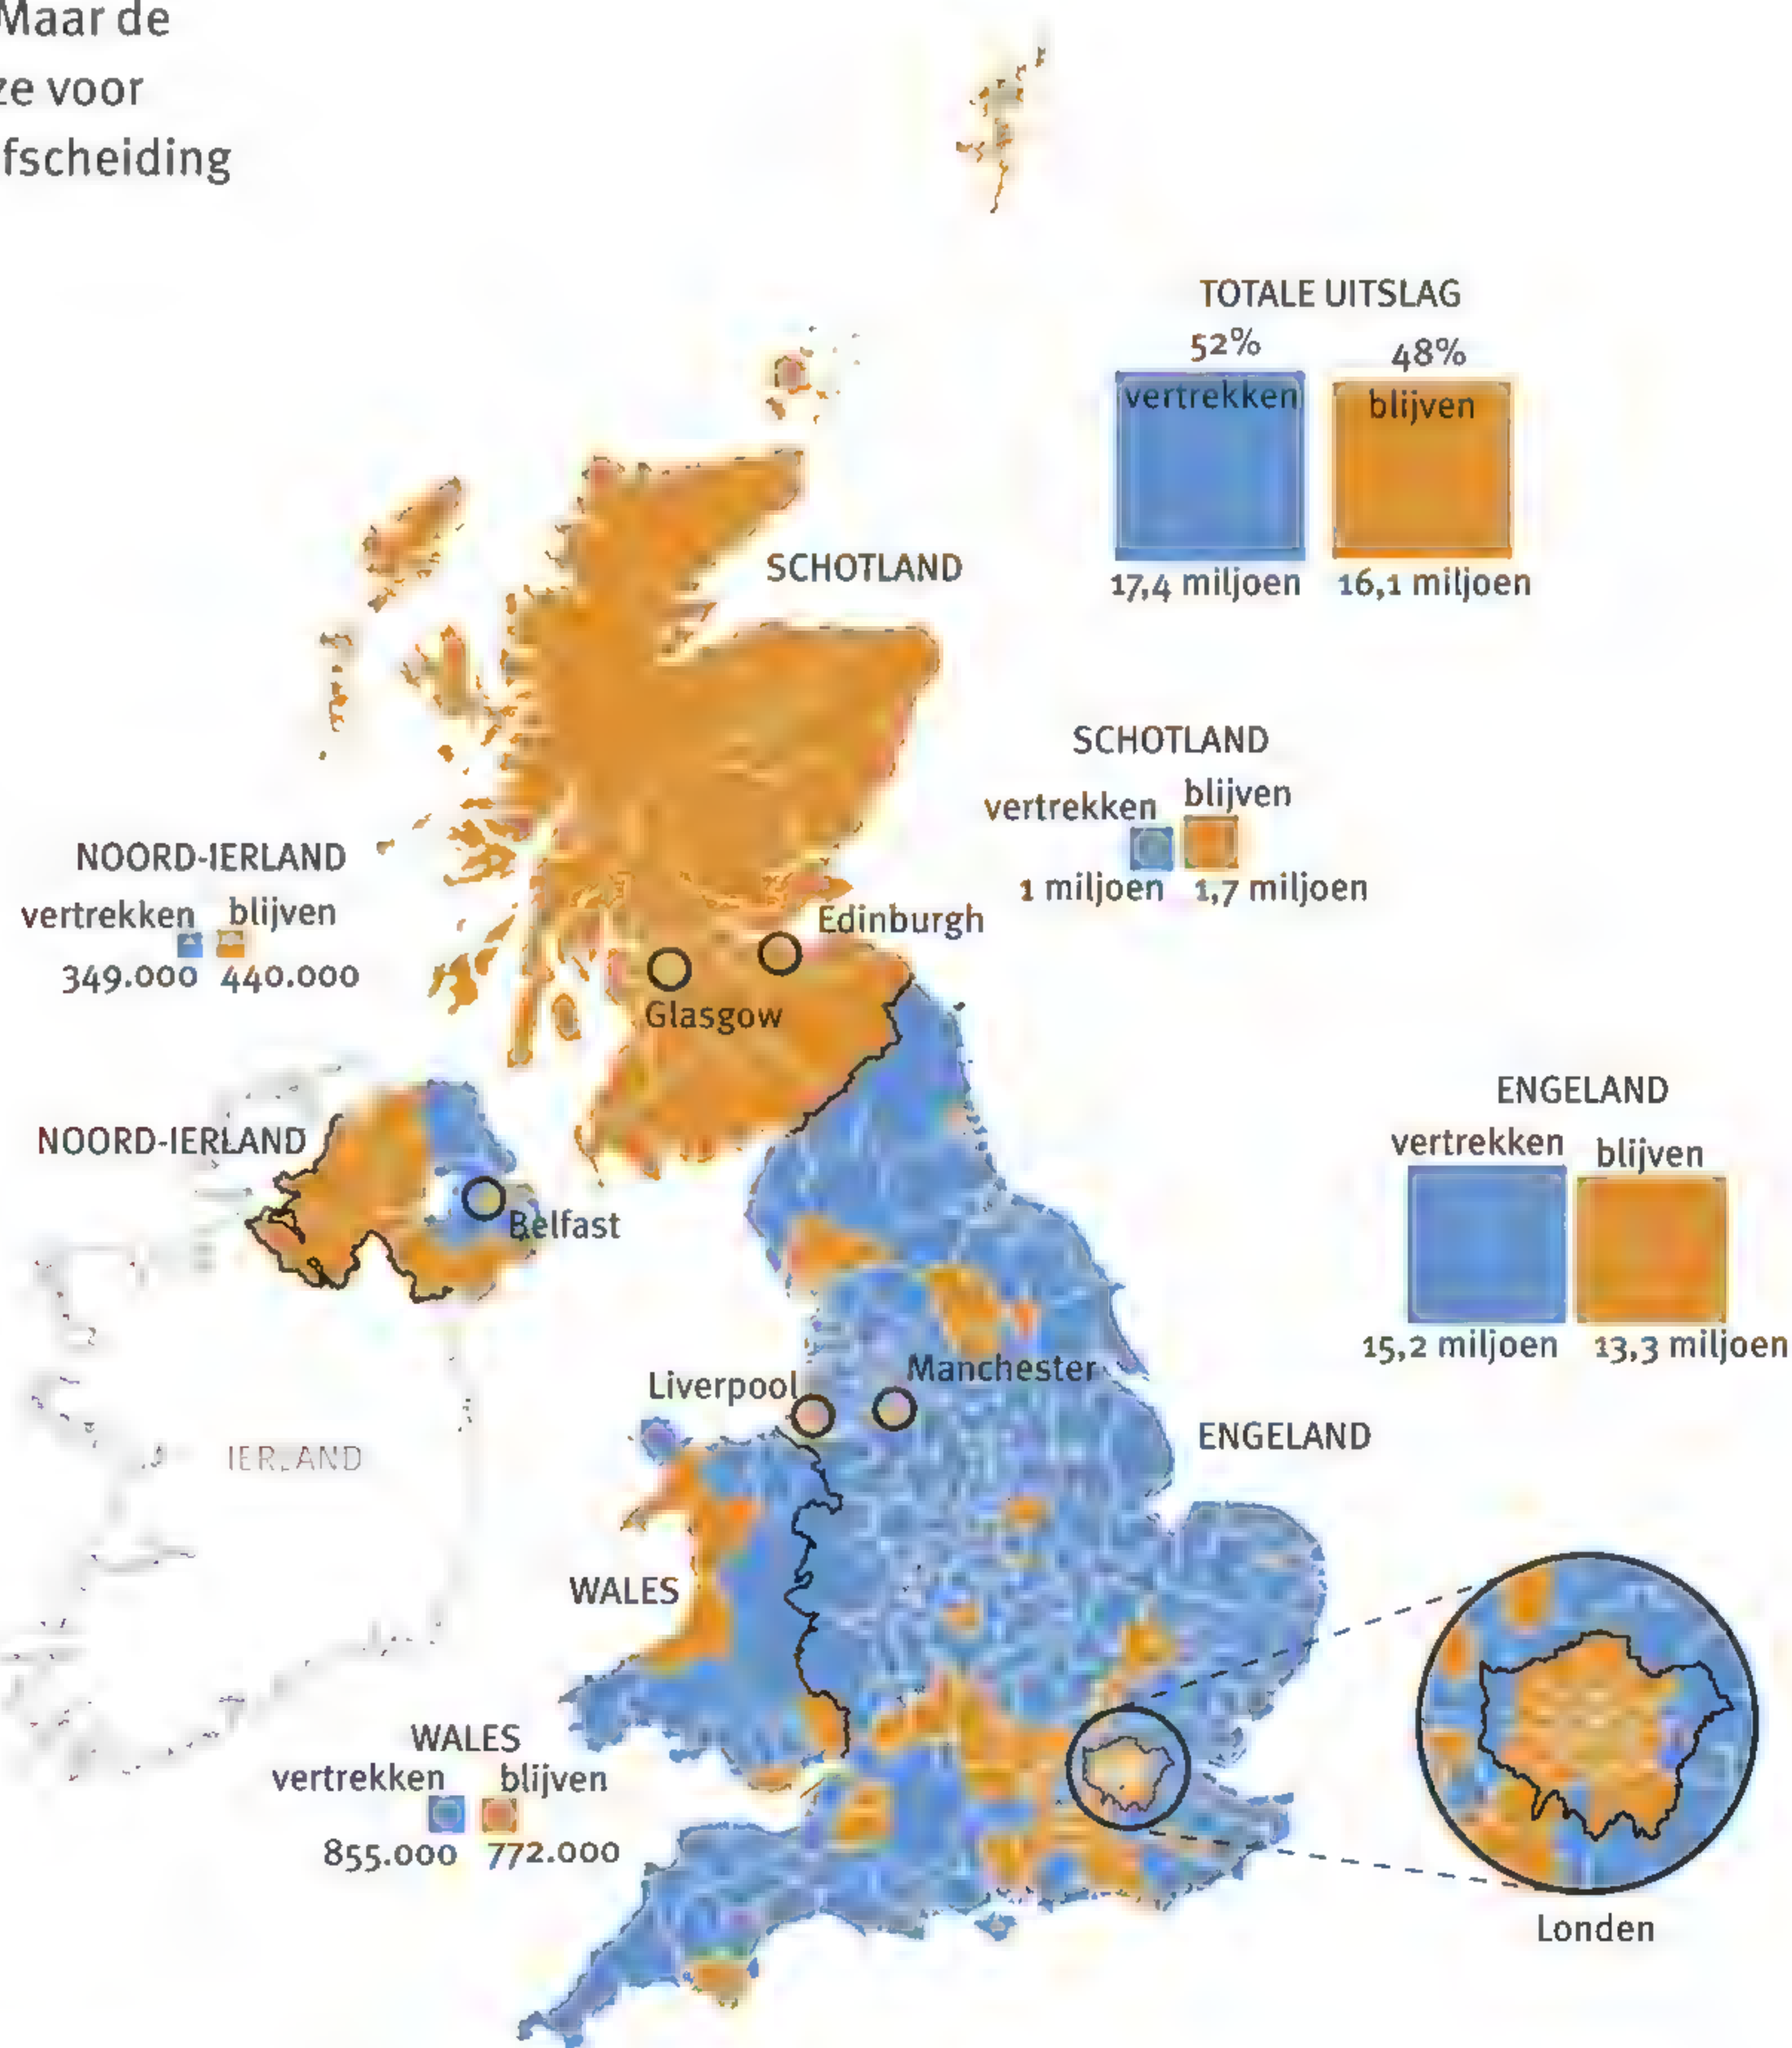 Maar de
ze voor
fscheiding
TOTALE UITSLAG
52% 48%
vertrekken blijven
17,4 miljoen 16,1 miljoen
SCHOTLAND
SCHOTLAND
vertrekken blijven
1 miljoen 1,7 miljoen
NOORD-IERLAND
vertrekken blijven
349.000 440.000
Edinburgh
Glasgow
NOORD-IERLAND
Belfast
ENGELAND
vertrekken blijven
15,2 miljoen 13,3 miljoen
Liverpool
Manchester
ENGELAND
IERLAND
WALES
WALES
vertrekken blijven
855.000 772.000
Londen